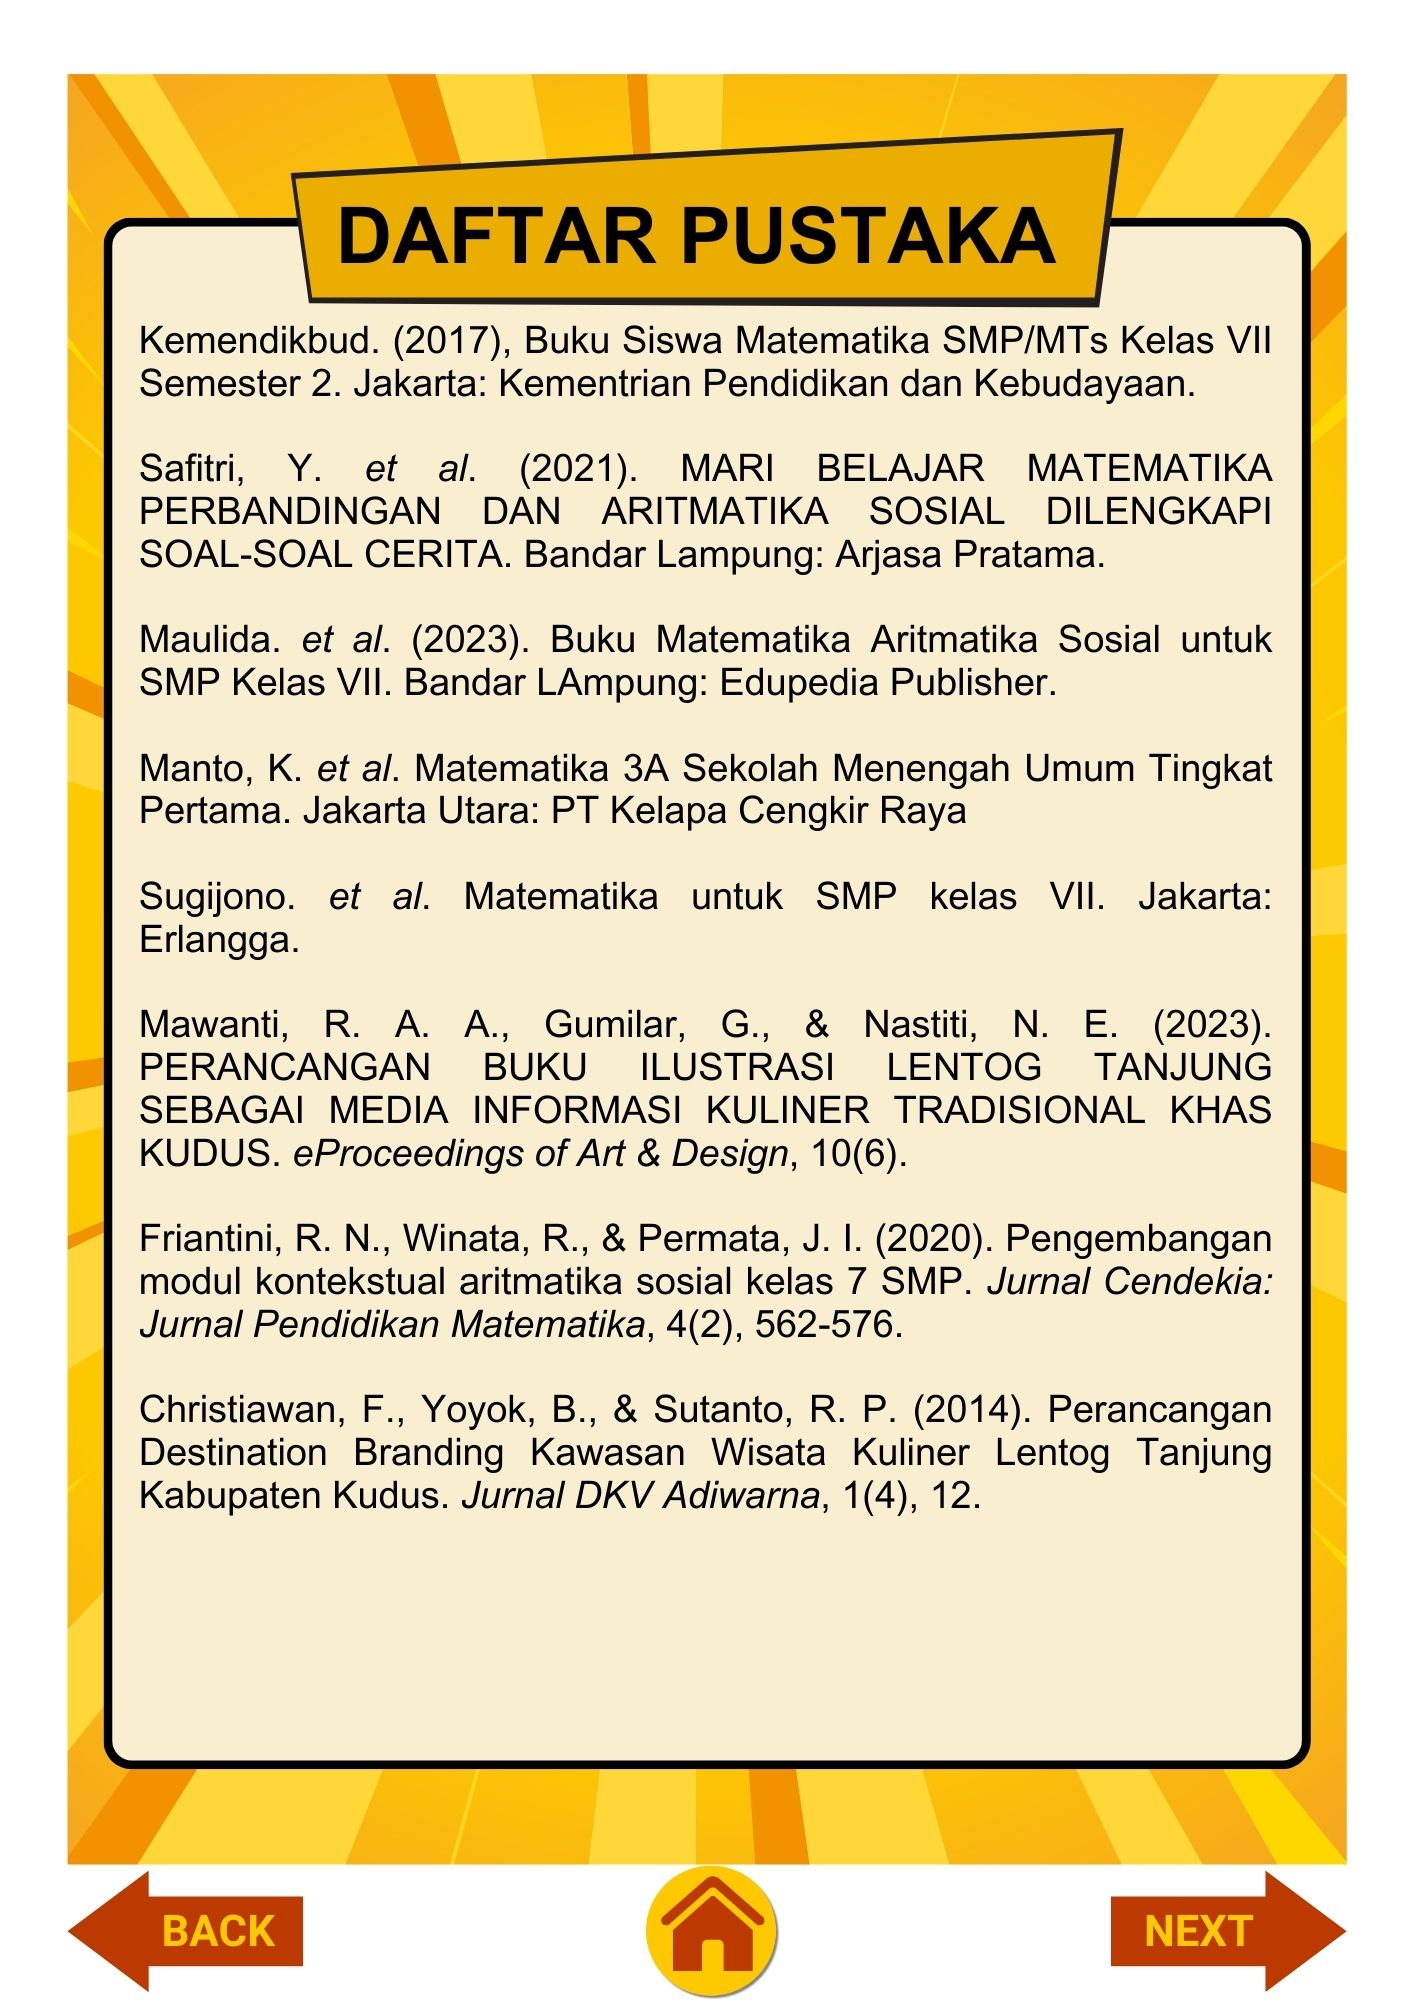 DAFTAR PUSTAKA
Kemendikbud. (2017), Buku Siswa Matematika SMP/MTs Kelas VII
Semester 2. Jakarta: Kementrian Pendidikan dan Kebudayaan.
Safitri, Y. et al. (2021). MARI BELAJAR MATEMATIKA
PERBANDINGAN DAN ARITMATIKA SOSIAL DILENGKAPI
SOAL-SOAL CERITA. Bandar Lampung: Arjasa Pratama.
Maulida. et al. (2023). Buku Matematika Aritmatika Sosial untuk
SMP Kelas VII. Bandar LAmpung: Edupedia Publisher.
Manto, K. et al. Matematika 3A Sekolah Menengah Umum Tingkat
Pertama. Jakarta Utara: PT Kelapa Cengkir Raya
Sugijono. et al. Matematika untuk SMP kelas VII. Jakarta:
Erlangga.
Mawanti, R. A. A., Gumilar, G., & Nastiti, N. E. (2023).
PERANCANGAN BUKU ILUSTRASI LENTOG TANJUNG
SEBAGAI MEDIA INFORMASI KULINER TRADISIONAL KHAS
KUDUS. eProceedings of Art & Design, 10(6).
Friantini, R. N., Winata, R., & Permata, J. I. (2020). Pengembangan
modul kontekstual aritmatika sosial kelas 7 SMP. Jurnal Cendekia:
Jurnal Pendidikan Matematika, 4(2), 562-576.
Christiawan, F., Yoyok, B., & Sutanto, R. P. (2014). Perancangan
Destination Branding Kawasan Wisata Kuliner Lentog Tanjung
Kabupaten Kudus. Jurnal DKV Adiwarna, 1(4), 12.
BACK
NEXT